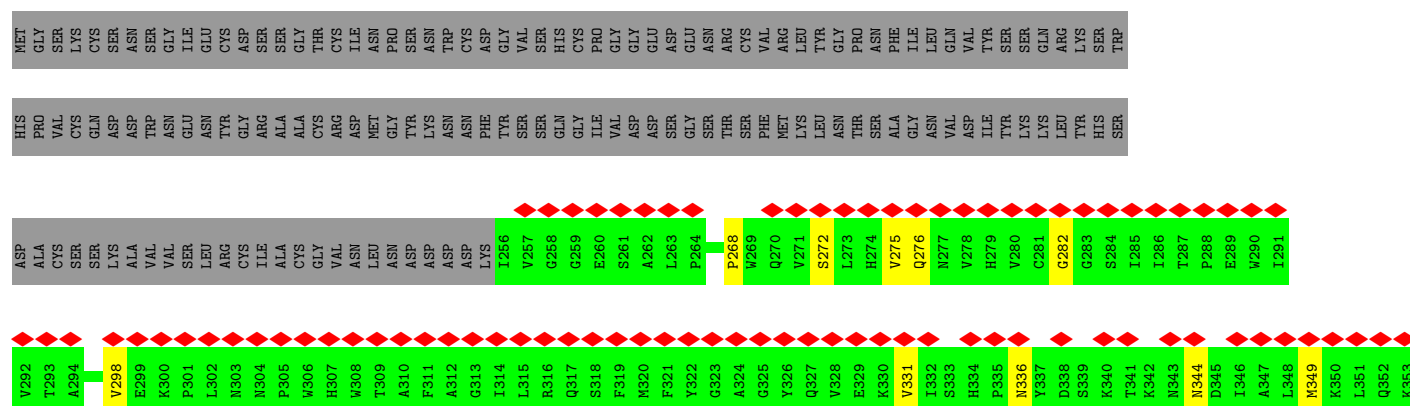 MET GLY SER LYS CYS SER ASN SER GLY ILE GLU CYS ASP SER SER GLY THR CYS ILE ASN PRO SER ASN TRP CYS ASP GLY VAL SER HIS CYS PRO GLY GLY GLU ASP GLU ASN ARG CYS VAL ARG LEU TYR GLY PRO ASN PHE ILE LEU GLN VAL TYR SER SER GLN ARG LYS SER TRP
HIS PRO VAL CYS GLN ASP ASP TRP ASN GLU ASN TYR GLY ARG ALA ALA CYS ARG ASP MET GLY TYR LYS ASN ASN PHE TYR SER SER GLN GLY ILE VAL ASP ASP SER GLY SER THR SER PHE MET LYS LEU ASN THR SER ALA GLY ASN VAL ASP ILE TYR LYS LYS LEU TYR HIS SER
ASP ALA CYS SER SER LYS ALA VAL VAL SER LEU ARG CYS ILE ALA CYS GLY VAL ASN LEU ASN ASP ASP ASP ASP LYS I256 V257 G258 G259 E260 S261 A262 L263 P264 P268 W269 Q270 V271 S272 L273 H274 V275 Q276 N277 V278 H279 V280 C281 G282 G283 S284 I285 I286 T287 P288 E289 W290 I291
V292 T293 A294 V298 E299 K300 P301 L302 N303 N304 P305 W306 H307 W308 T309 A310 F311 A312 G313 I314 L315 R316 Q317 S318 F319 M320 F321 Y322 G323 A324 G325 Y326 Q327 V328 E329 K330 V331 I332 S333 H334 P335 N336 Y337 D338 S339 K340 T341 K342 N343 N344 D345 I346 A347 L348 M349 K350 L351 Q352 K353